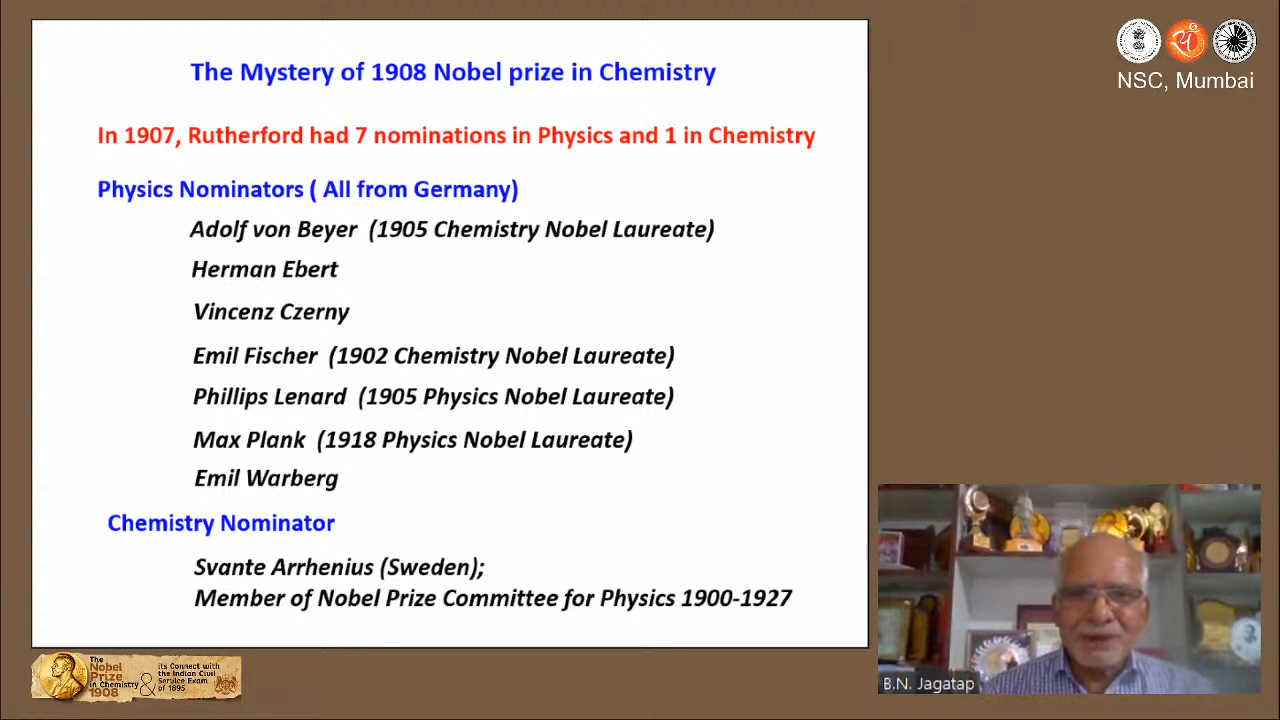 The Mystery of 1908 Nobel prize in Chemistry
In 1907, Rutherford had 7 nominations in Physics and 1 in Chemistry
Physics Nominators ( All from Germany)
Adolf von Beyer (1905 Chemistry Nobel Laureate)
Herman Ebert
Vincenz Czerny
Emil Fischer (1902 Chemistry Nobel Laureate)
Phillips Lenard (1905 Physics Nobel Laureate)
Max Plank (1918 Physics Nobel Laureate)
Emil Warberg
Chemistry Nominator
Svante Arrhenius (Sweden);
Member of Nobel Prize Committee for Physics 1900-1927
NSC, Mumbai
B.N. Jagatap
The
Nobel
Prize
in Chemistry
1908
&
its Connect with
the Indian Civil
Service Exam
of 1895